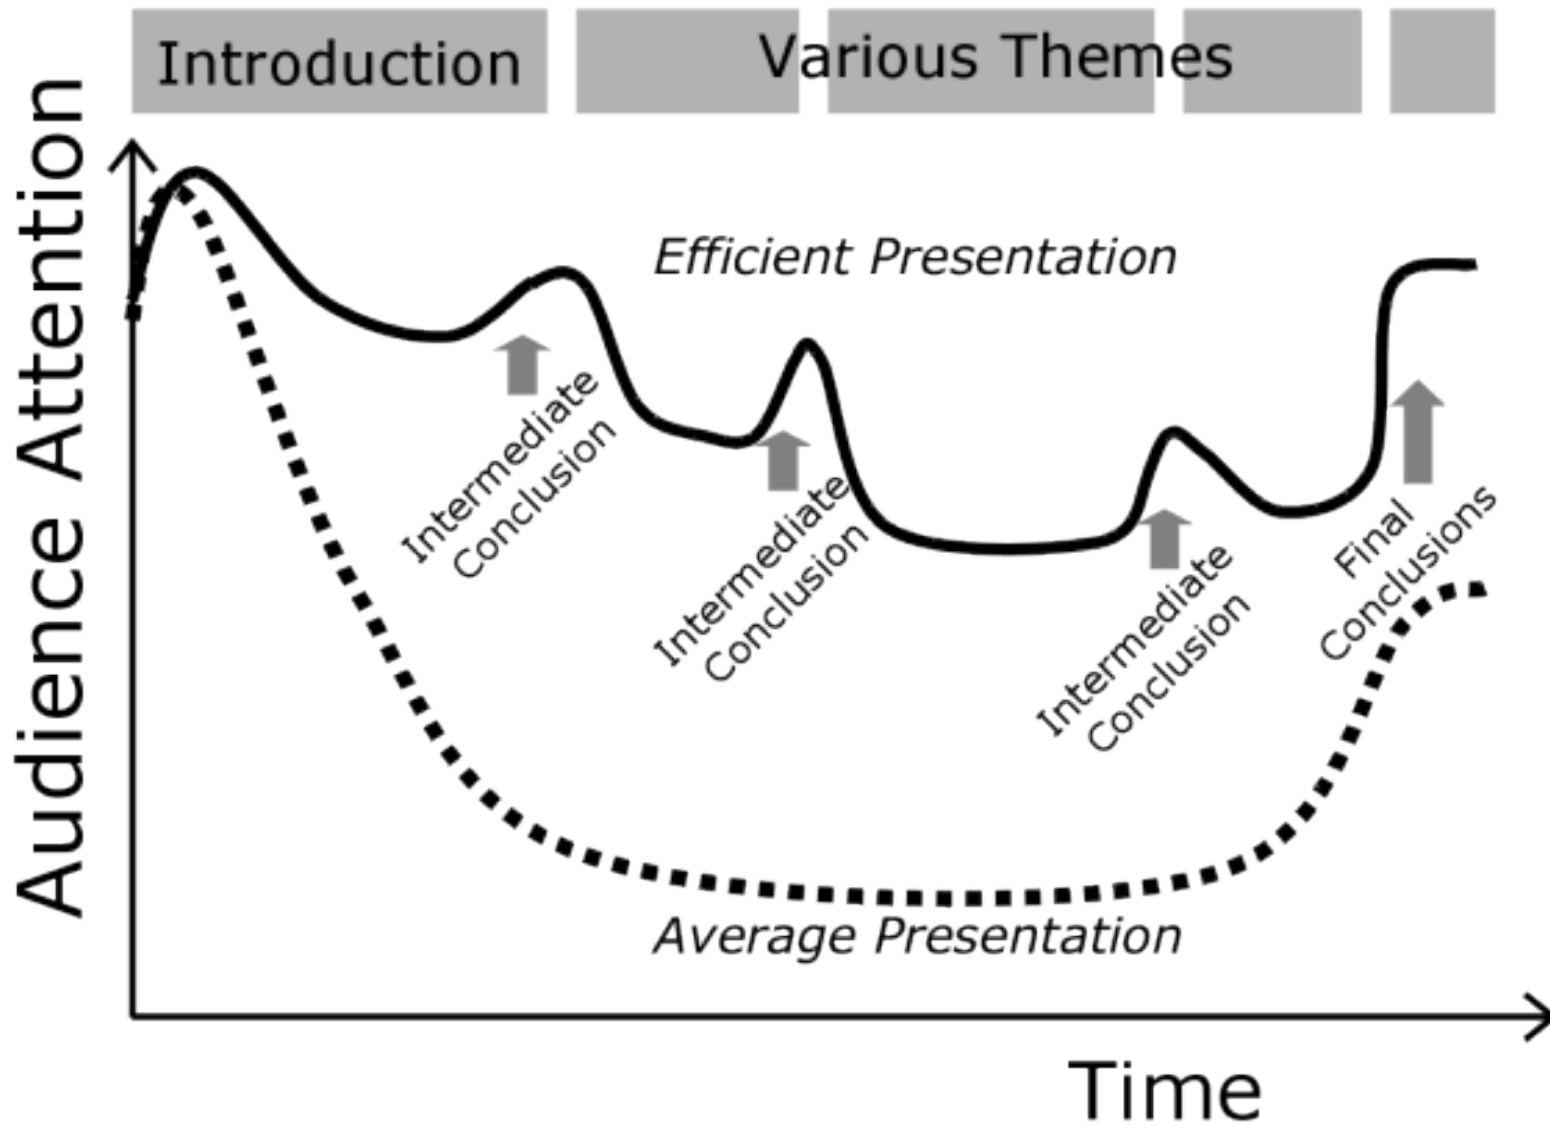 Introduction
Various Themes
Audience Attention
Efficient Presentation
Intermediate
Conclusion
Intermediate
Conclusion
Intermediate
Conclusion
Final
Conclusions
Average Presentation
Time